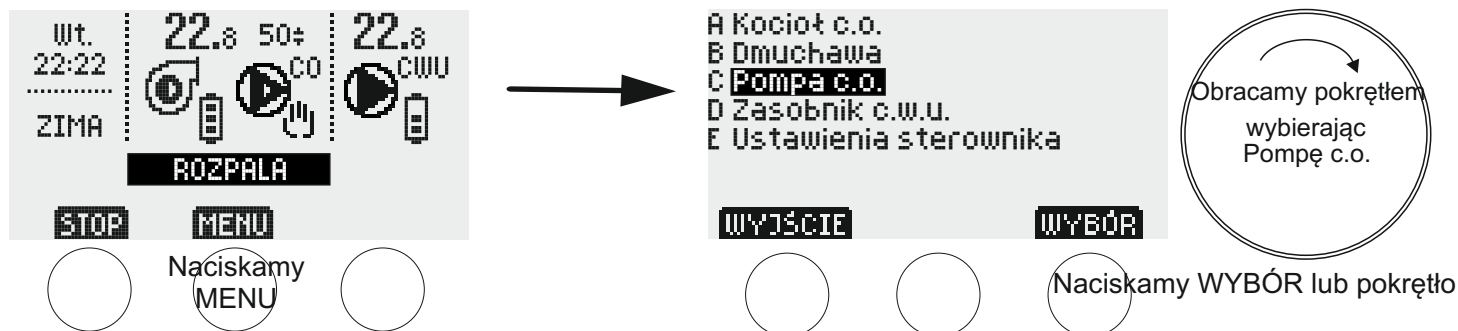 Wt.
22:22
ZIMA
22.8 50
CO
22.8
CWU
ROZPALA
STOP
MENU
Naciskamy
MENU
A Kocioł c.o.
B Dmuchawa
C Pompa c.o.
D Zasobnik c.w.u.
E Ustawienia sterownika
WYJŚCIE
WYBÓR
Obracamy pokrętłem
wybierając
Pompę c.o.
Naciskamy WYBÓR lub pokrętło